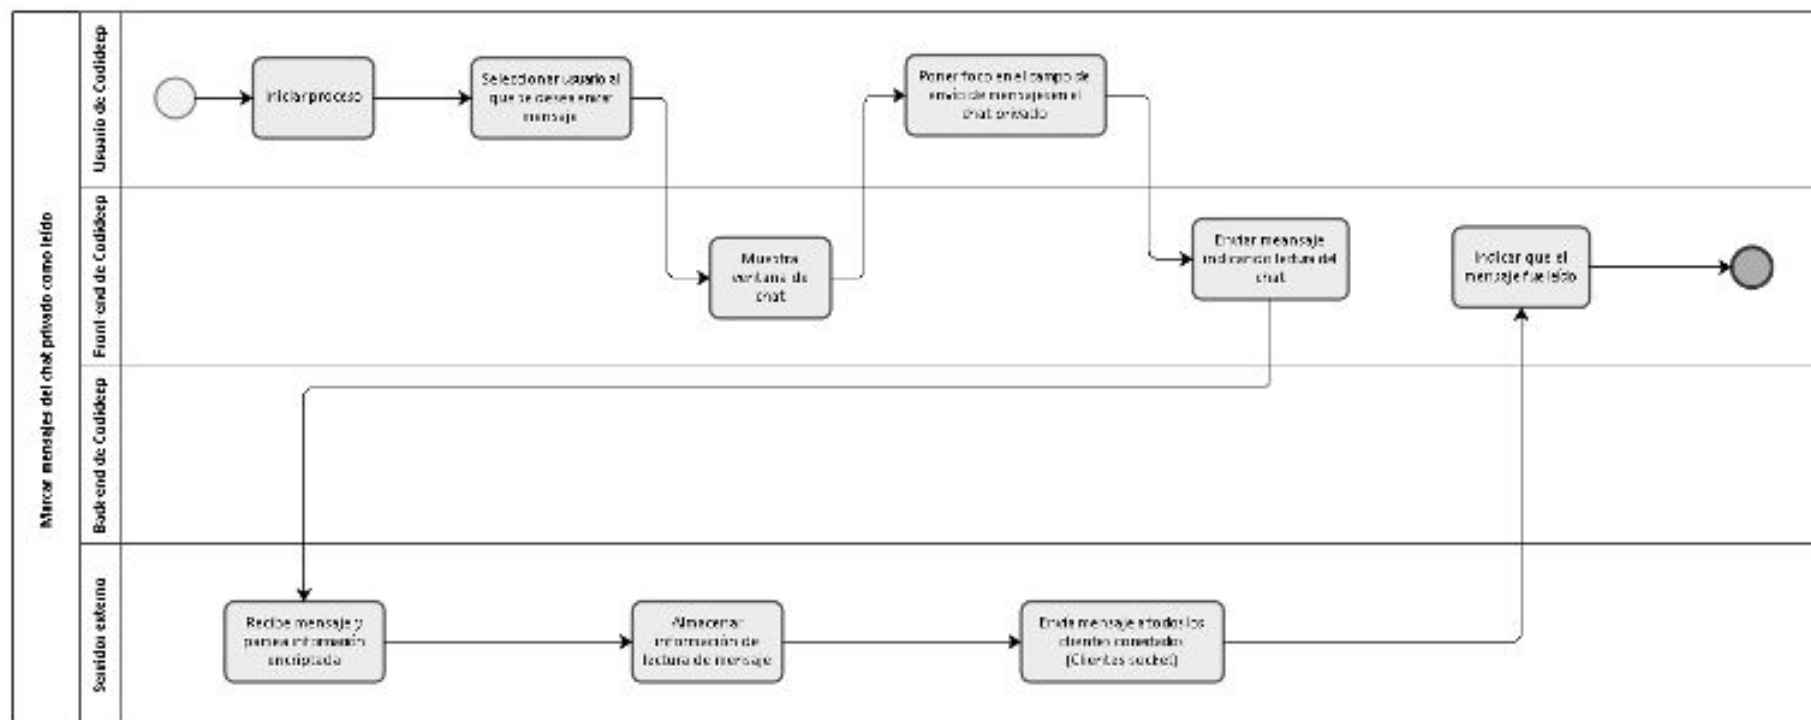 Marcar mensajes del chat privado como leído
Usuario de Codideep
Iniciar proceso
Seleccionar usuario al
que se desea enviar
mensaje
Poner foco en el campo de
envío de mensajes en el
chat privado
Front-end de Codideep
Muestra
ventana de
chat
Enviar meansaje
indicando lectura del
chat
Indicar que el
mensaje fue leído
Back-end de Codideep
Servidor externo
Recibe mensaje y
parsea información
encriptada
Almacenar
información de
lectura de mensaje
Envía mensaje a todos los
clientes conectados
(Clientes socket)